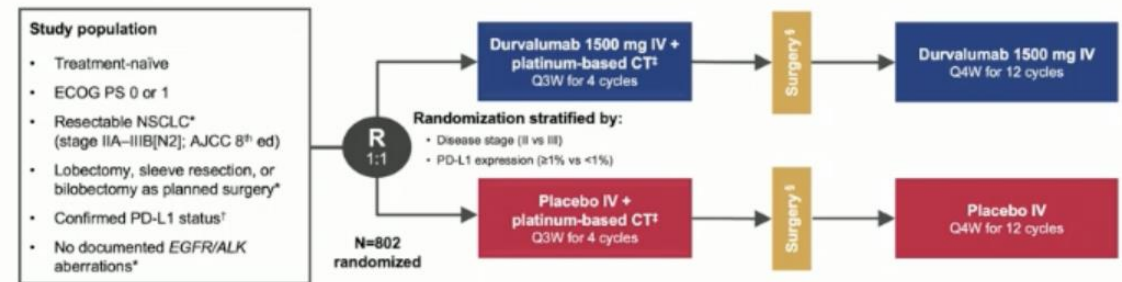 Study population
• Treatment-naïve
• ECOG PS 0 or 1
• Resectable NSCLC*
(stage IIA–IIIB[N2]; AJCC 8th ed)
• Lobectomy, sleeve resection, or
bilobectomy as planned surgery*
• Confirmed PD-L1 status†
• No documented EGFR/ALK
aberrations*
R
1:1
N=802
randomized
Durvalumab 1500 mg IV +
platinum-based CT‡
Q3W for 4 cycles
Randomization stratified by:
• Disease stage (II vs III)
• PD-L1 expression (≥1% vs <1%)
Placebo IV +
platinum-based CT‡
Q3W for 4 cycles
Surgery§
Surgery§
Durvalumab 1500 mg IV
Q4W for 12 cycles
Placebo IV
Q4W for 12 cycles